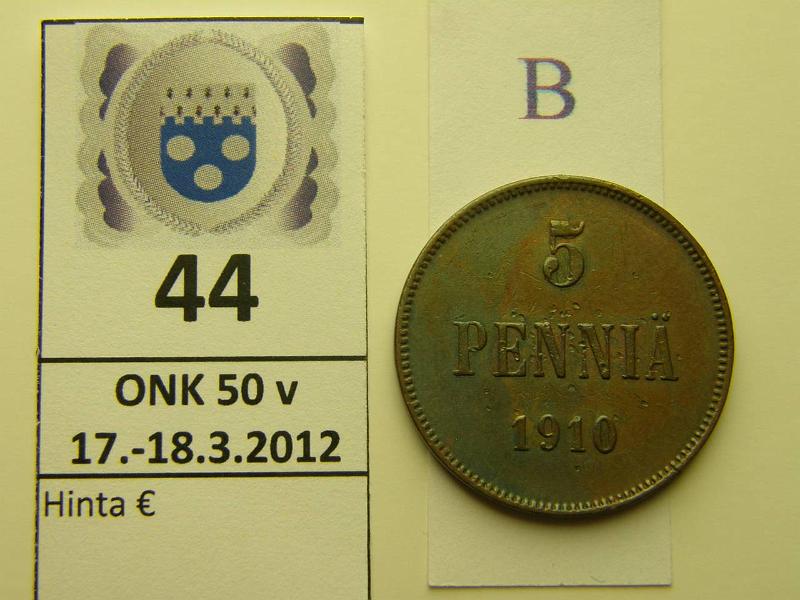 44
ONK 50 v
17.-18.3.2012
Hinta €
B
5
PENNIÄ
1910